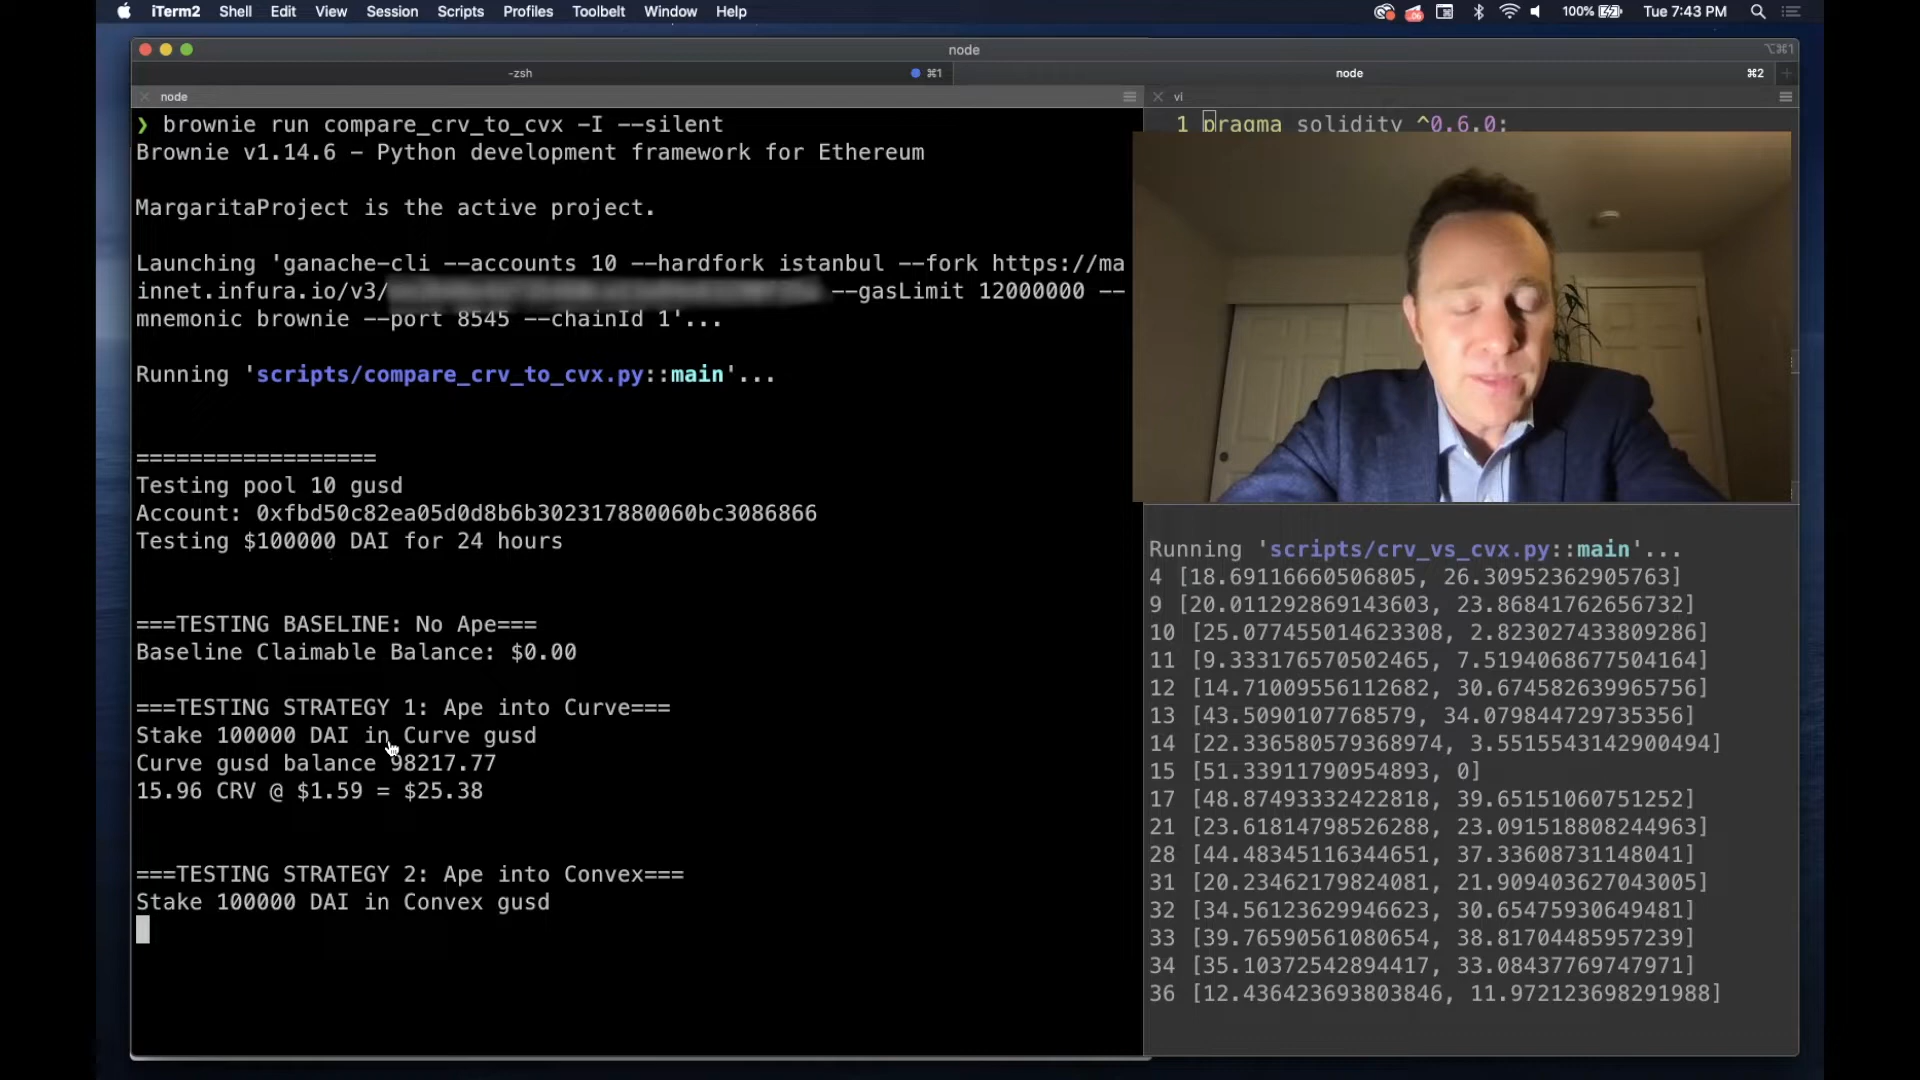 iTerm2 Shell Edit View Session Scripts Profiles Toolbelt Window Help 100% Tue 7:43 PM
node ⌥⌘1
-zsh ⌘1 node ⌘2
node
❯ brownie run compare_crv_to_cvx -I --silent
Brownie v1.14.6 - Python development framework for Ethereum
MargaritaProject is the active project.
Launching 'ganache-cli --accounts 10 --hardfork istanbul --fork https://ma
innet.infura.io/v3/ --gasLimit 12000000 --
mnemonic brownie --port 8545 --chainId 1'...
Running 'scripts/compare_crv_to_cvx.py::main'...
==================
Testing pool 10 gusd
Account: 0xfbd50c82ea05d0d8b6b302317880060bc3086866
Testing $100000 DAI for 24 hours
===TESTING BASELINE: No Ape===
Baseline Claimable Balance: $0.00
===TESTING STRATEGY 1: Ape into Curve===
Stake 100000 DAI in Curve gusd
Curve gusd balance 98217.77
15.96 CRV @ $1.59 = $25.38
===TESTING STRATEGY 2: Ape into Convex===
Stake 100000 DAI in Convex gusd
vi
1 pragma solidity ^0.6.0;
Running 'scripts/crv_vs_cvx.py::main'...
4 [18.69116660506805, 26.30952362905763]
9 [20.011292869143603, 23.86841762656732]
10 [25.077455014623308, 2.823027433809286]
11 [9.333176570502465, 7.5194068677504164]
12 [14.71009556112682, 30.674582639965756]
13 [43.5090107768579, 34.079844729735356]
14 [22.336580579368974, 3.5515543142900494]
15 [51.33911790954893, 0]
17 [48.87493332422818, 39.65151060751252]
21 [23.61814798526288, 23.091518808244963]
28 [44.48345116344651, 37.33608731148041]
31 [20.23462179824081, 21.909403627043005]
32 [34.56123629946623, 30.65475930649481]
33 [39.76590561080654, 38.81704485957239]
34 [35.10372542894417, 33.08437769747971]
36 [12.436423693803846, 11.972123698291988]